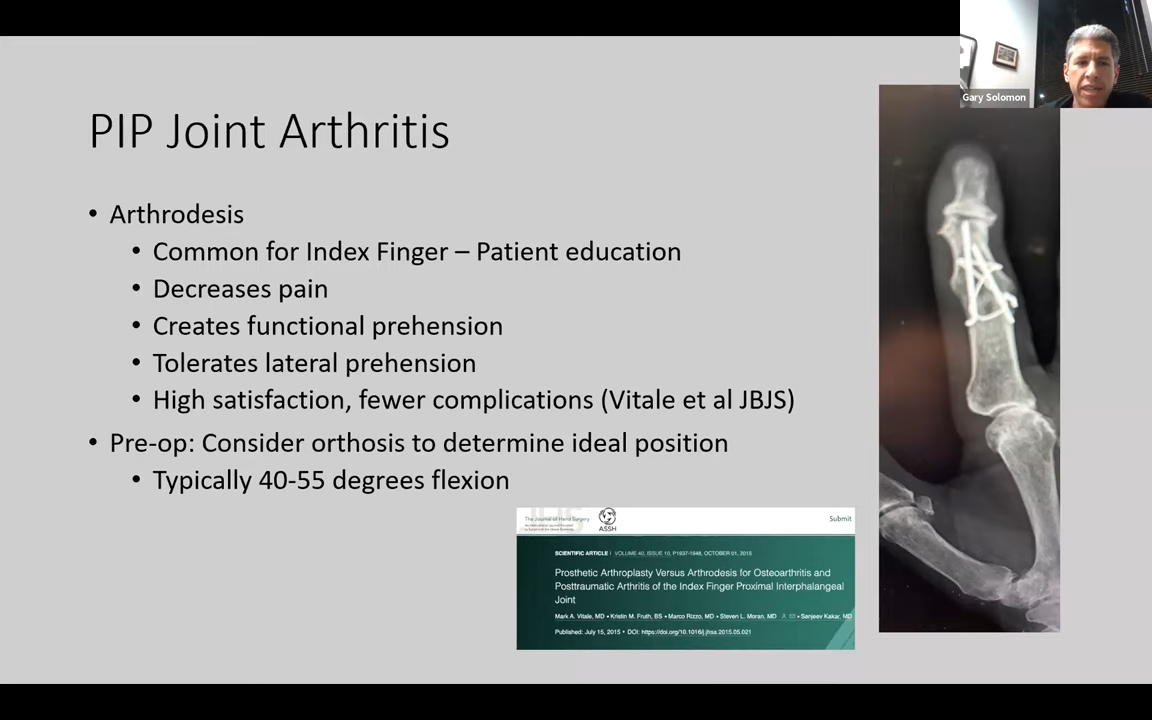 Gary Solomon
PIP Joint Arthritis
• Arthrodesis
• Common for Index Finger – Patient education
• Decreases pain
• Creates functional prehension
• Tolerates lateral prehension
• High satisfaction, fewer complications (Vitale et al JBJS)
• Pre-op: Consider orthosis to determine ideal position
• Typically 40-55 degrees flexion
The Journal of Hand Surgery
ASSH
Submit
SCIENTIFIC ARTICLE | VOLUME 40, ISSUE 10, P1937-1948, OCTOBER 01, 2015
Prosthetic Arthroplasty Versus Arthrodesis for Osteoarthritis and
Posttraumatic Arthritis of the Index Finger Proximal Interphalangeal
Joint
Mark A. Vitale, MD • Kristin M. Fruth, BS • Marco Rizzo, MD • Steven L. Moran, MD • Sanjeev Kakar, MD
Published: July 15, 2015 • DOI: https://doi.org/10.1016/j.jhsa.2015.05.021